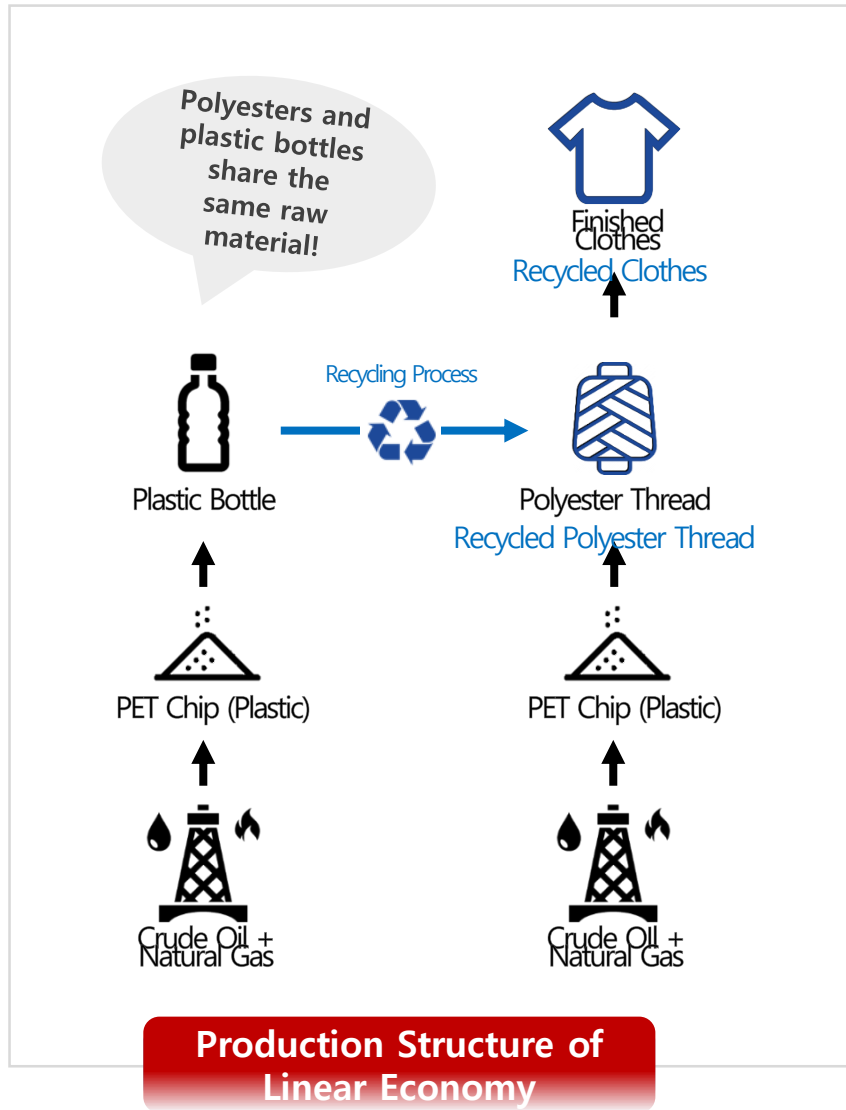 Polyesters and
plastic bottles
share the
same raw
material!
Finished
Clothes
Recycled Clothes
Recycling Process
Plastic Bottle
Polyester Thread
Recycled Polyester Thread
PET Chip (Plastic)
PET Chip (Plastic)
Crude Oil +
Natural Gas
Crude OIl +
Natural Gas
Production Structure of
Linear Economy